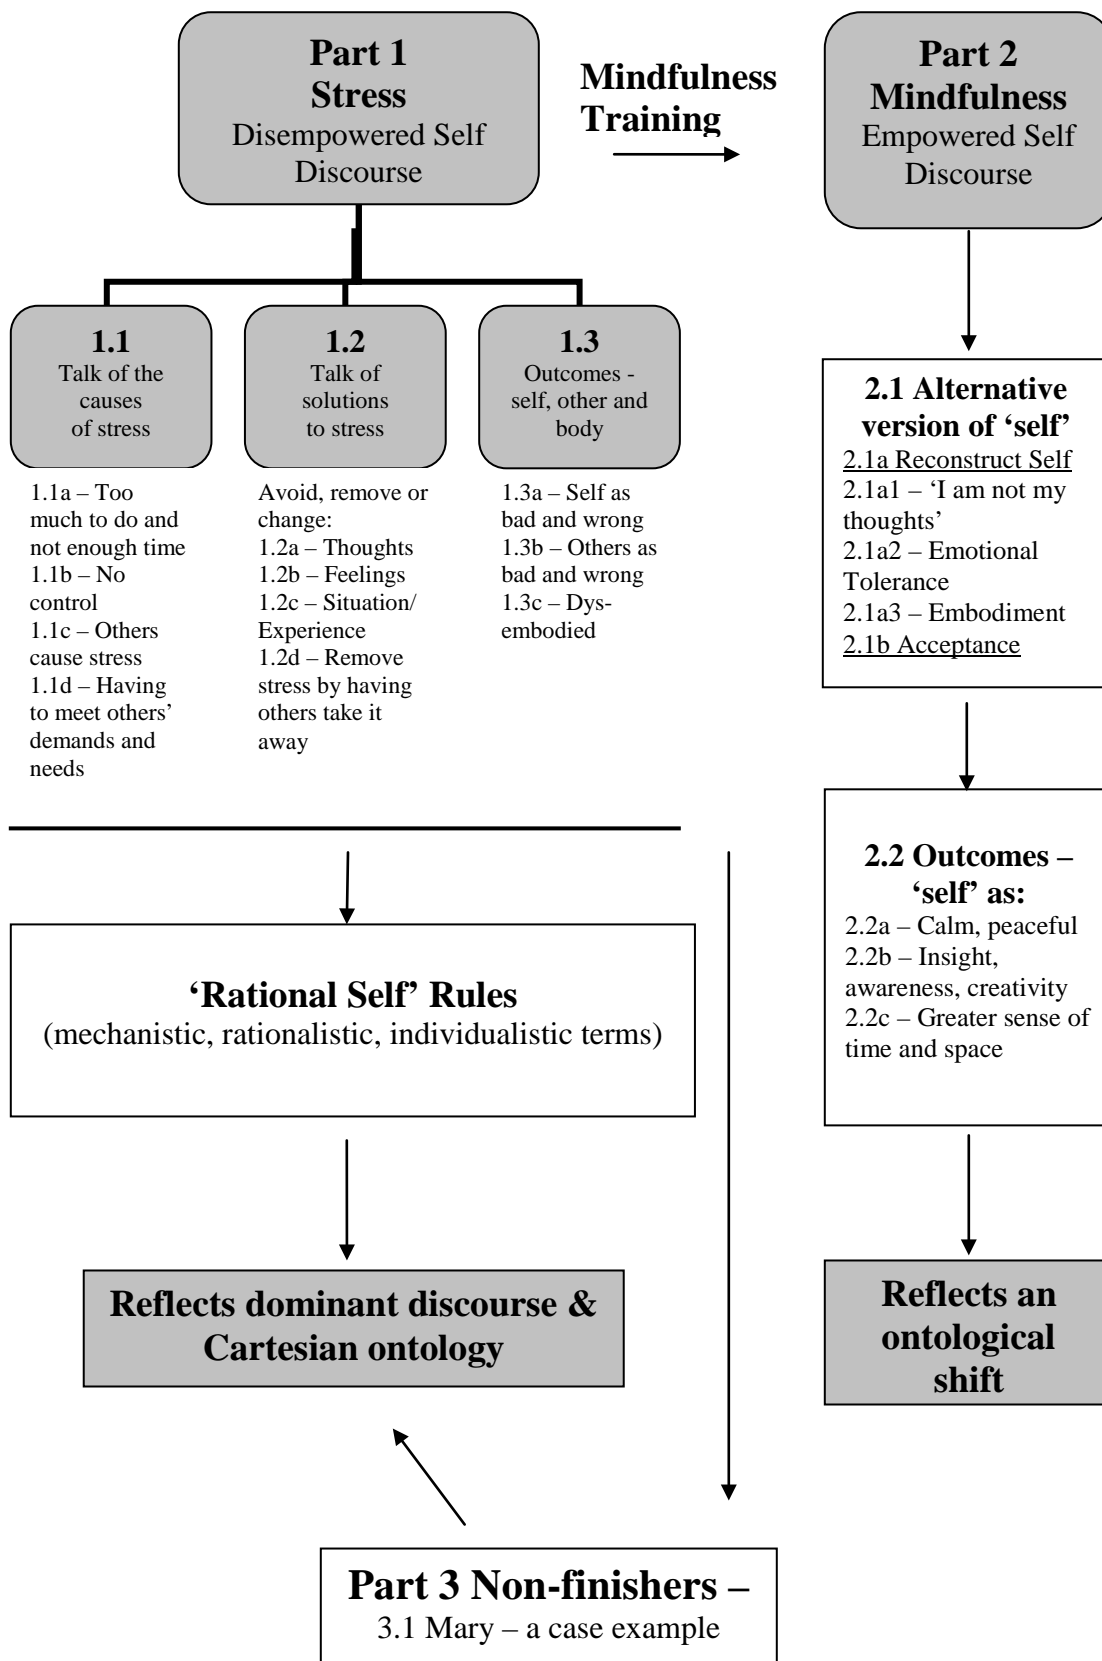 Part 1
Stress
Disempowered Self
Discourse
Mindfulness
Training
Part 2
Mindfulness
Empowered Self
Discourse
1.1
Talk of the
causes
of stress
1.2
Talk of
solutions
to stress
1.3
Outcomes -
self, other and
body
1.1a – Too
much to do and
not enough time
1.1b – No
control
1.1c – Others
cause stress
1.1d – Having
to meet others’
demands and
needs
Avoid, remove or
change:
1.2a – Thoughts
1.2b – Feelings
1.2c – Situation/
Experience
1.2d – Remove
stress by having
others take it
away
1.3a – Self as
bad and wrong
1.3b – Others as
bad and wrong
1.3c – Dys-
embodied
2.1 Alternative
version of ‘self’
2.1a Reconstruct Self
2.1a1 – ‘I am not my
thoughts’
2.1a2 – Emotional
Tolerance
2.1a3 – Embodiment
2.1b Acceptance
2.2 Outcomes –
‘self’ as:
2.2a – Calm, peaceful
2.2b – Insight,
awareness, creativity
2.2c – Greater sense of
time and space
‘Rational Self’ Rules
(mechanistic, rationalistic, individualistic terms)
Reflects dominant discourse &
Cartesian ontology
Reflects an
ontological
shift
Part 3 Non-finishers –
3.1 Mary – a case example